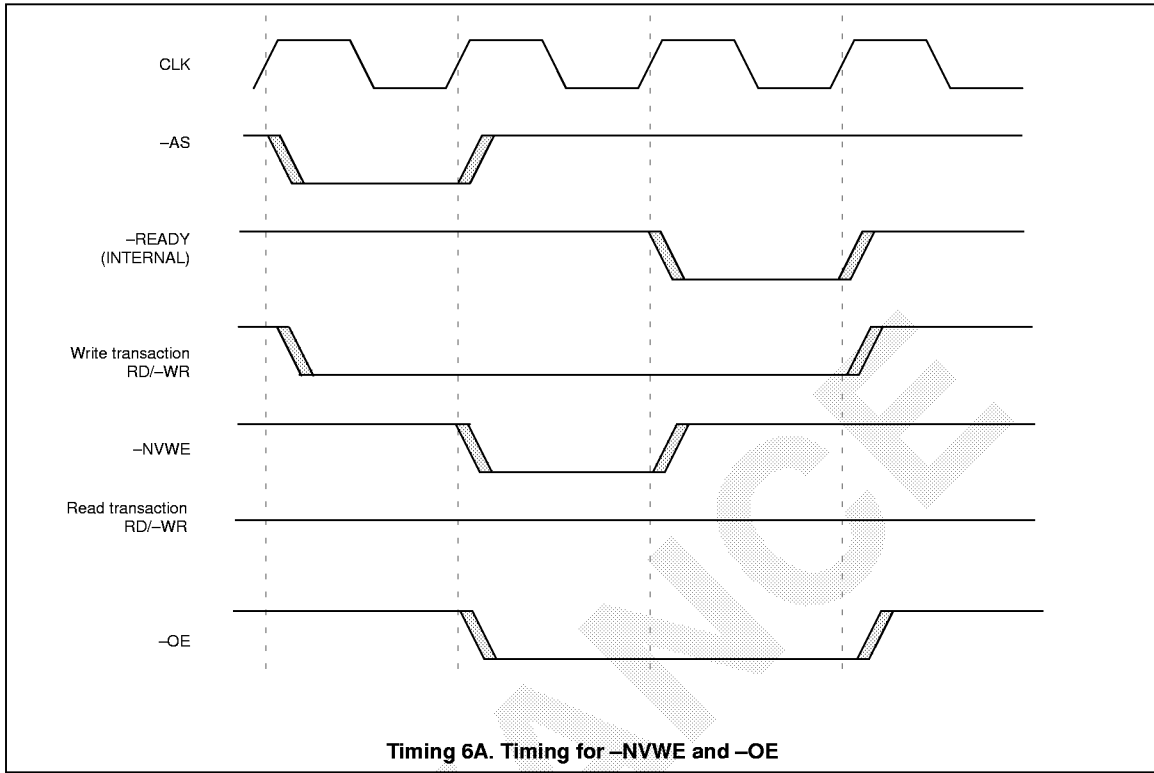 CLK
–AS
–READY
(INTERNAL)
Write transaction
RD/–WR
–NVWE
Read transaction
RD/–WR
–OE
ANCE
Timing 6A. Timing for –NVWE and –OE